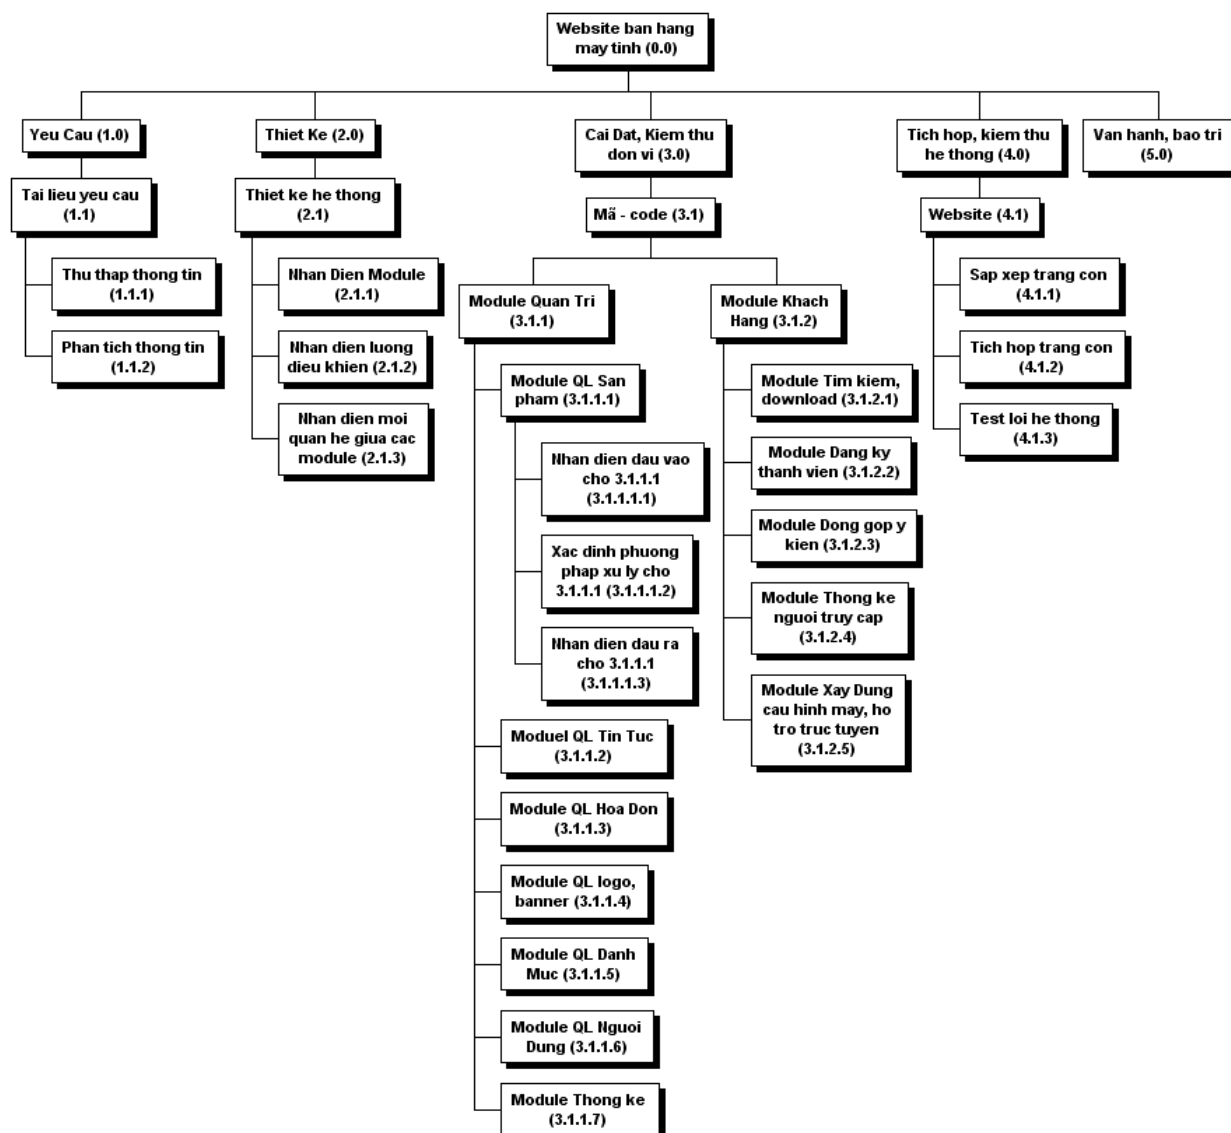 Website ban hang
may tinh (0.0)
Yeu Cau (1.0)
Thiet Ke (2.0)
Cai Dat, Kiem thu
don vi (3.0)
Tich hop, kiem thu
he thong (4.0)
Van hanh, bao tri
(5.0)
Tai lieu yeu cau
(1.1)
Thiet ke he thong
(2.1)
Mã - code (3.1)
Website (4.1)
Thu thap thong tin
(1.1.1)
Phan tich thong tin
(1.1.2)
Nhan Dien Module
(2.1.1)
Nhan dien luong
dieu khien (2.1.2)
Nhan dien moi
quan he giua cac
module (2.1.3)
Module Quan Tri
(3.1.1)
Module QL San
pham (3.1.1.1)
Nhan dien dau vao
cho 3.1.1.1
(3.1.1.1.1)
Xac dinh phuong
phap xu ly cho
3.1.1.1 (3.1.1.1.2)
Nhan dien dau ra
cho 3.1.1.1
(3.1.1.1.3)
Moduel QL Tin Tuc
(3.1.1.2)
Module QL Hoa Don
(3.1.1.3)
Module QL logo,
banner (3.1.1.4)
Module QL Danh
Muc (3.1.1.5)
Module QL Nguoi
Dung (3.1.1.6)
Module Thong ke
(3.1.1.7)
Module Khach
Hang (3.1.2)
Module Tim kiem,
download (3.1.2.1)
Module Dang ky
thanh vien (3.1.2.2)
Module Dong gop y
kien (3.1.2.3)
Module Thong ke
nguoi truy cap
(3.1.2.4)
Module Xay Dung
cau hinh may, ho
tro truc tuyen
(3.1.2.5)
Sap xep trang con
(4.1.1)
Tich hop trang con
(4.1.2)
Test loi he thong
(4.1.3)